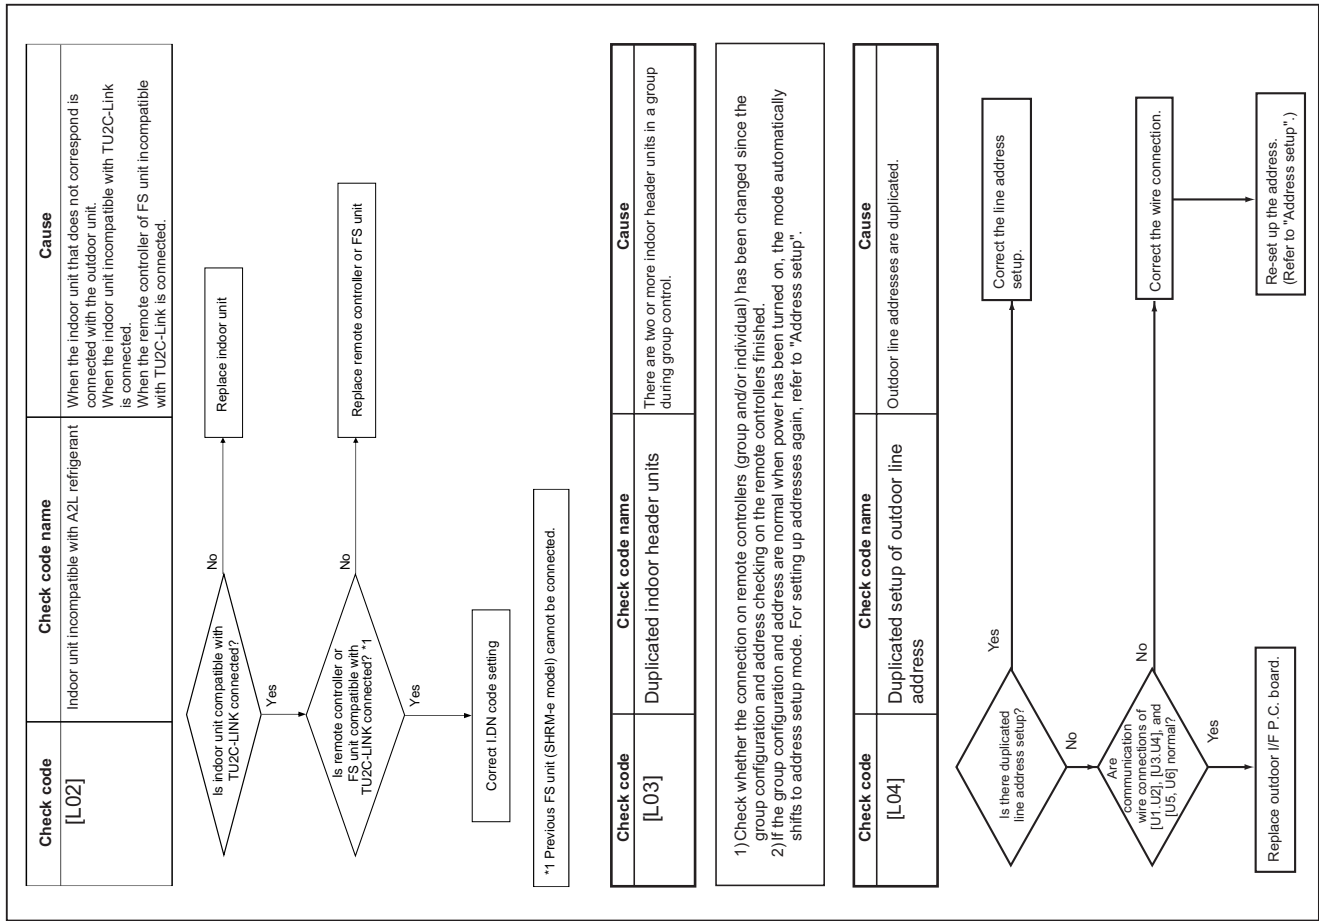 Check code
Check code name
Cause
[L02]
Indoor unit incompatible with A2L refrigerant
When the indoor unit that does not correspond is
connected with the outdoor unit.
When the indoor unit incompatible with TU2C-Link
is connected.
When the remote controller of FS unit incompatible
with TU2C-Link is connected.
Is indoor unit compatible with
TU2C-LINK connected?
No
Replace indoor unit
Yes
Is remote controller or
FS unit compatible with
TU2C-LINK connected? *1
No
Replace remote controller or FS unit
Yes
Correct I.DN code setting
*1 Previous FS unit (SHRM-e model) cannot be connected.
Check code
Check code name
Cause
[L03]
Duplicated indoor header units
There are two or more indoor header units in a group
during group control.
1)Check whether the connection on remote controllers (group and/or individual) has been changed since the
group configuration and address checking on the remote controllers finished.
2)If the group configuration and address are normal when power has been turned on, the mode automatically
shifts to address setup mode. For setting up addresses again, refer to "Address setup".
Check code
Check code name
Cause
[L04]
Duplicated setup of outdoor line
address
Outdoor line addresses are duplicated.
Is there duplicated
line address setup?
Yes
Correct the line address
setup.
No
Are
communication
wire connections of
[U1.U2], [U3.U4], and
[U5, U6] normal?
No
Correct the wire connection.
Yes
Replace outdoor I/F P.C. board.
Re-set up the address.
(Refer to "Address setup".)